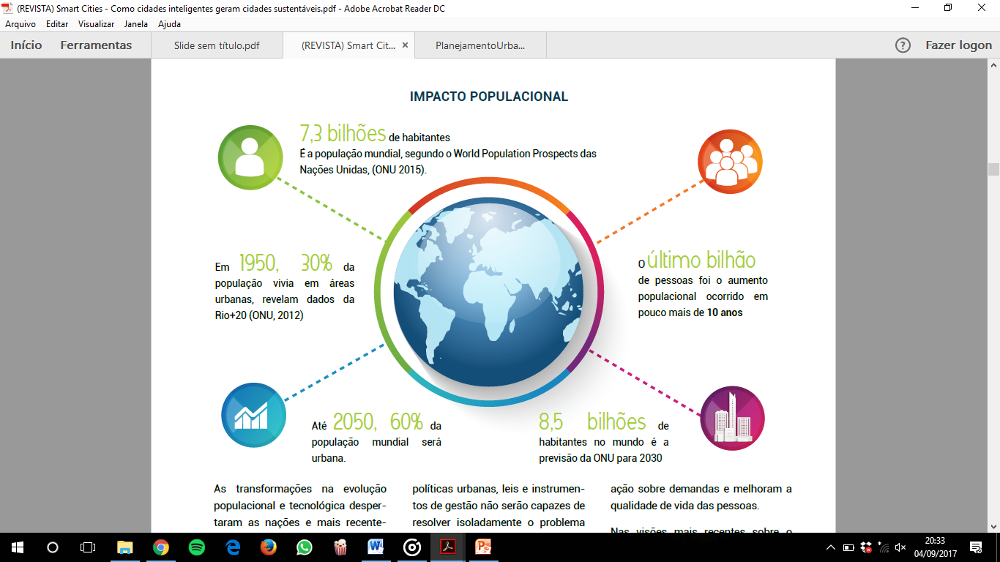 (REVISTA) Smart Cities - Como cidades inteligentes geram cidades sustentáveis.pdf - Adobe Acrobat Reader DC
Arquivo Editar Visualizar Janela Ajuda
Início Ferramentas Slide sem título.pdf (REVISTA) Smart Cit... × PlanejamentoUrba... ? Fazer logon
IMPACTO POPULACIONAL
7,3 bilhões de habitantes
É a população mundial, segundo o World Population Prospects das
Nações Unidas, (ONU 2015).
Em 1950, 30% da
população vivia em áreas
urbanas, revelam dados da
Rio+20 (ONU, 2012)
O último bilhão
de pessoas foi o aumento
populacional ocorrido em
pouco mais de 10 anos
Até 2050, 60% da
população mundial será
urbana.
8,5 bilhões de
habitantes no mundo é a
previsão da ONU para 2030
As transformações na evolução
populacional e tecnológica desper-
taram as nações e mais recente-
políticas urbanas, leis e instrumen-
tos de gestão não serão capazes de
resolver isoladamente o problema
ação sobre demandas e melhoram a
qualidade de vida das pessoas.
Nas visões mais recentes sobre o
20:33
04/09/2017